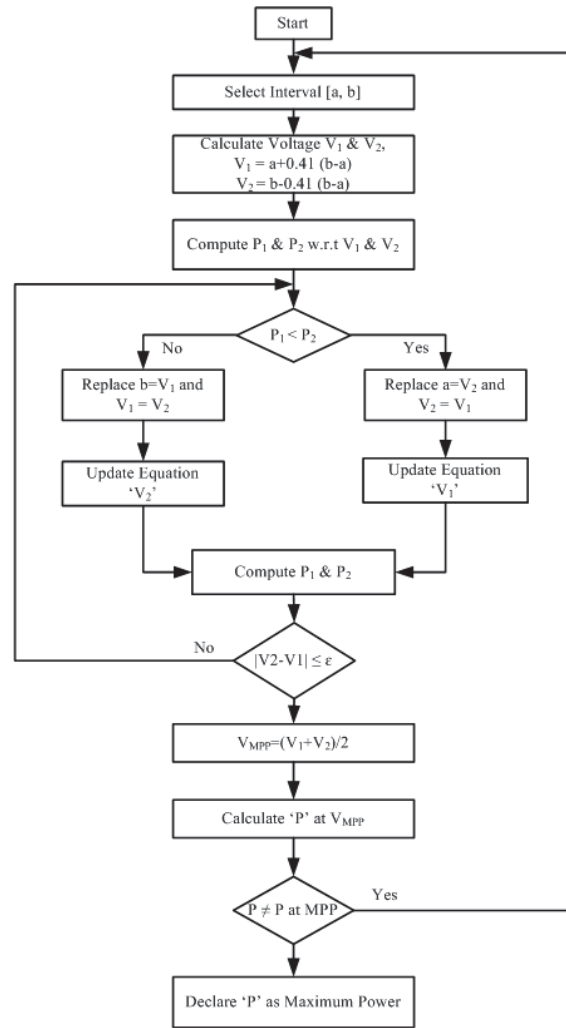 Start
Select Interval [a, b]
Calculate Voltage V₁ & V₂,
V₁ = a+0.41 (b-a)
V₂ = b-0.41 (b-a)
Compute P₁ & P₂ w.r.t V₁ & V₂
P₁ < P₂
No
Yes
Replace b=V₁ and
V₁ = V₂
Replace a=V₂ and
V₂ = V₁
Update Equation
‘V₂’
Update Equation
‘V₁’
Compute P₁ & P₂
No
|V2-V1| ≤ ε
V_MPP=(V₁+V₂)/2
Calculate ‘P’ at V_MPP
P ≠ P at MPP
Yes
Declare ‘P’ as Maximum Power